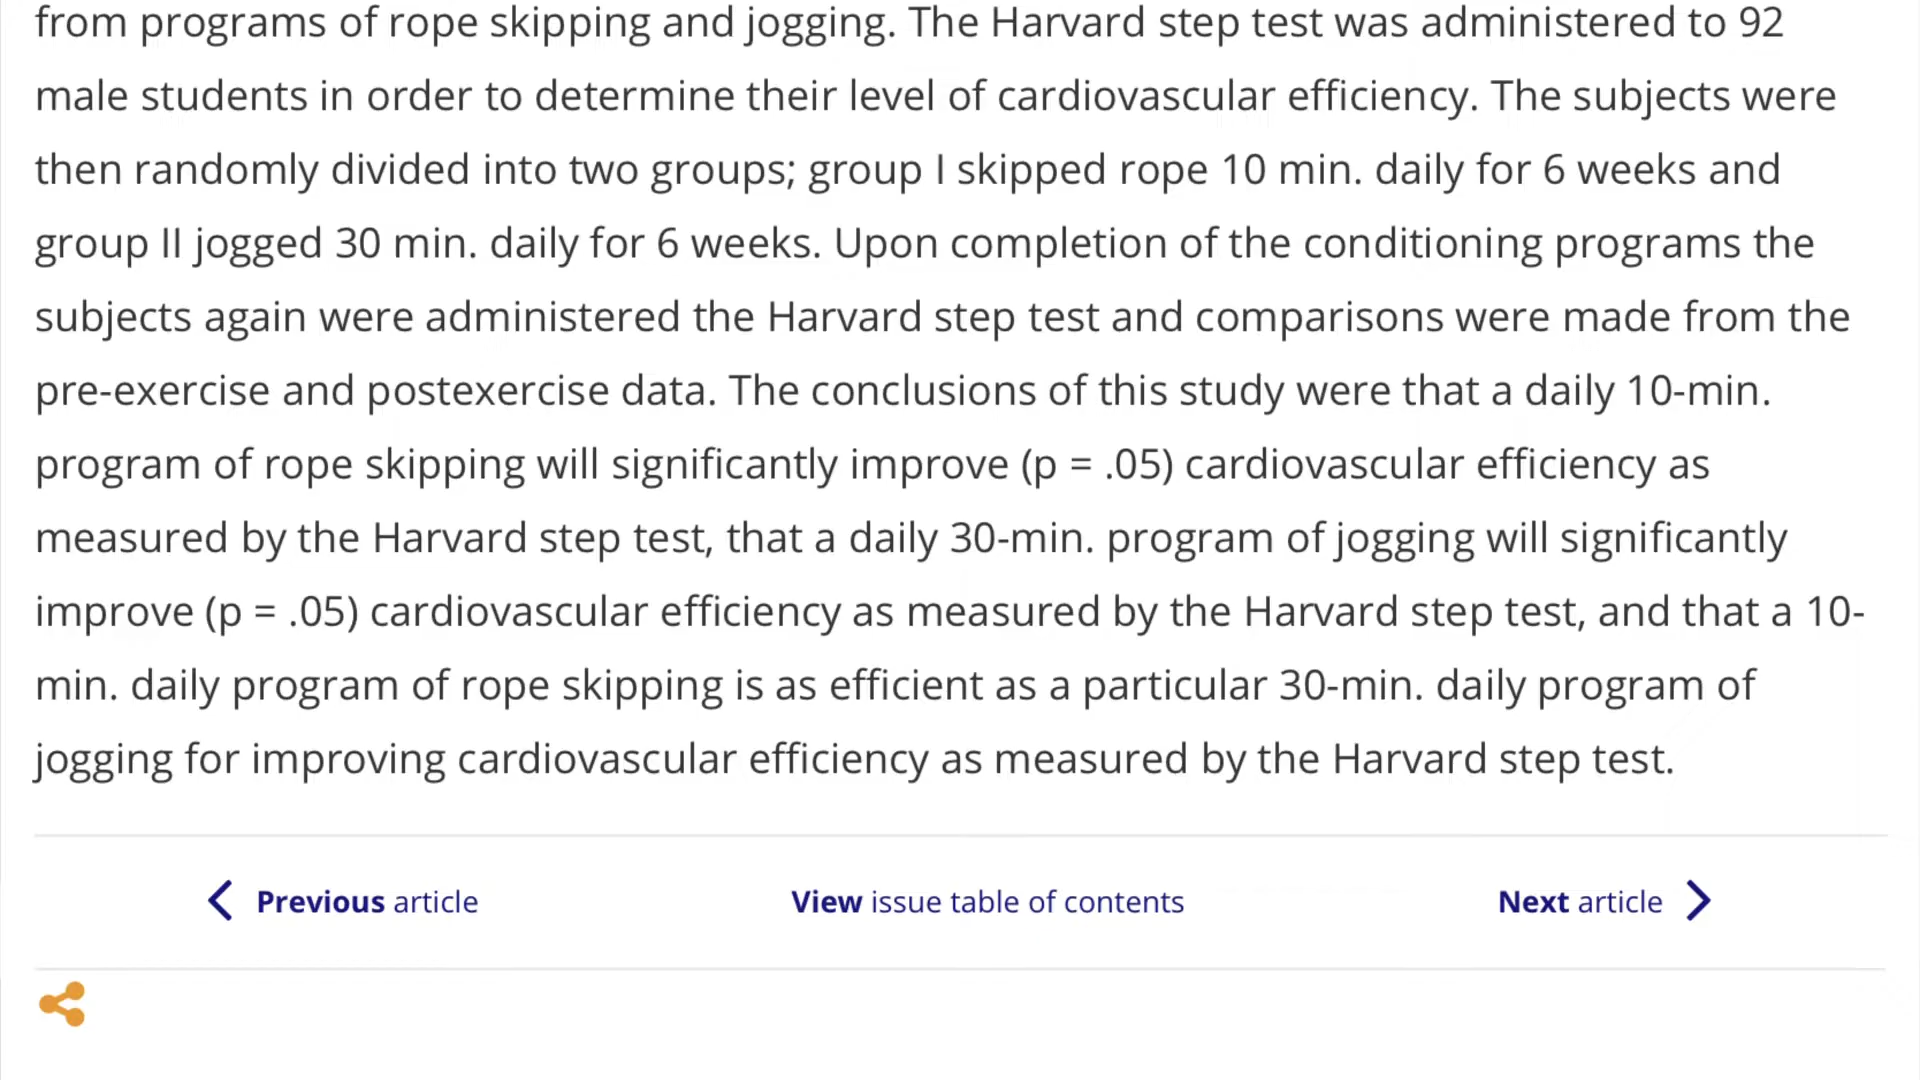 from programs of rope skipping and jogging. The Harvard step test was administered to 92
male students in order to determine their level of cardiovascular efficiency. The subjects were
then randomly divided into two groups; group I skipped rope 10 min. daily for 6 weeks and
group II jogged 30 min. daily for 6 weeks. Upon completion of the conditioning programs the
subjects again were administered the Harvard step test and comparisons were made from the
pre-exercise and postexercise data. The conclusions of this study were that a daily 10-min.
program of rope skipping will significantly improve (p = .05) cardiovascular efficiency as
measured by the Harvard step test, that a daily 30-min. program of jogging will significantly
improve (p = .05) cardiovascular efficiency as measured by the Harvard step test, and that a 10-
min. daily program of rope skipping is as efficient as a particular 30-min. daily program of
jogging for improving cardiovascular efficiency as measured by the Harvard step test.
Previous article
View issue table of contents
Next article